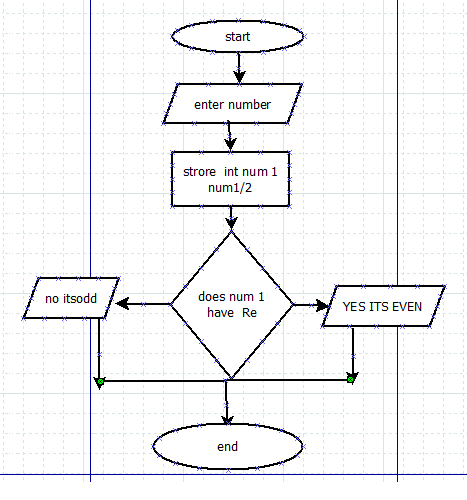 start
enter number
strore int num 1
num1/2
does num 1
have Re
no itsodd
YES ITS EVEN
end